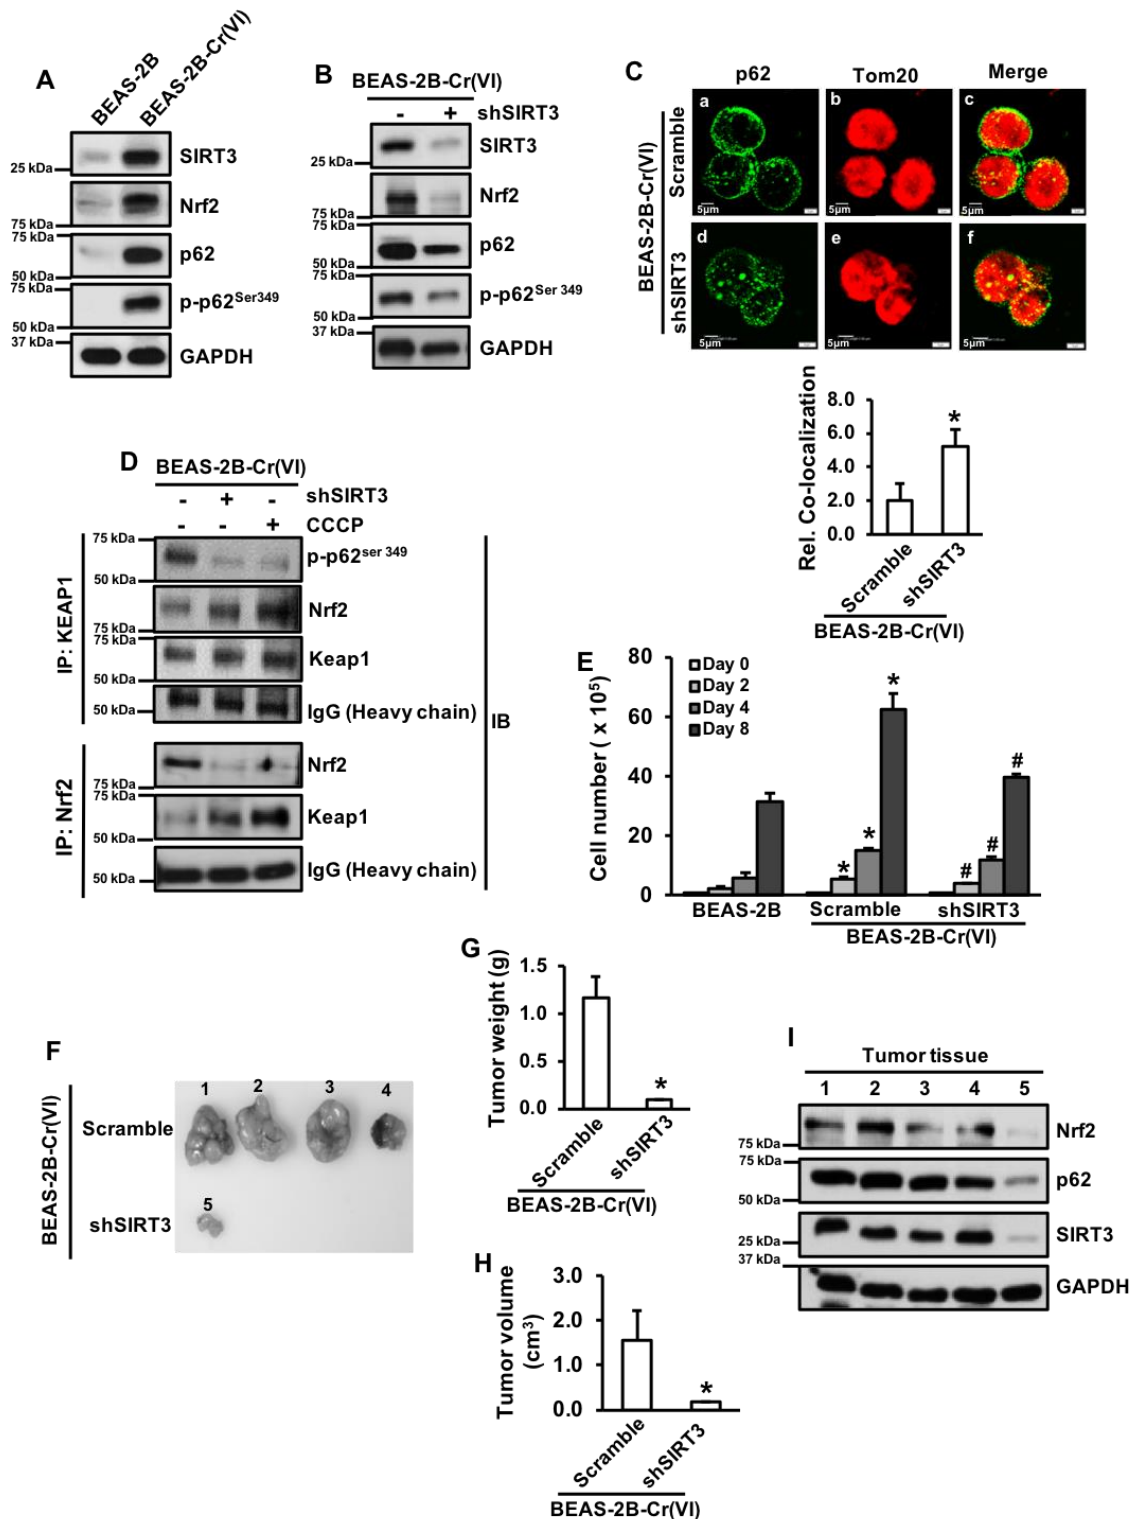 A
BEAS-2B
BEAS-2B-Cr(VI)
SIRT3
25 kDa
Nrf2
75 kDa
75 kDa
p62
50 kDa
75 kDa
p-p62Ser349
50 kDa
37 kDa
GAPDH
B
BEAS-2B-Cr(VI)
- + shSIRT3
SIRT3
25 kDa
Nrf2
75 kDa
75 kDa
p62
50 kDa
75 kDa
p-p62Ser 349
50 kDa
37 kDa
GAPDH
C
p62 Tom20 Merge
BEAS-2B-Cr(VI)
Scramble
a b c
5μm 5μm 5μm
shSIRT3
d e f
5μm 5μm 5μm
Rel. Co-localization
8.0
6.0
4.0
2.0
0.0
*
Scramble
shSIRT3
BEAS-2B-Cr(VI)
D
BEAS-2B-Cr(VI)
- + - shSIRT3
- - + CCCP
IP: KEAP1
75 kDa
p-p62ser 349
50 kDa
Nrf2
75 kDa
75 kDa
Keap1
50 kDa
50 kDa
IgG (Heavy chain)
IB
IP: Nrf2
Nrf2
75 kDa
75 kDa
Keap1
50 kDa
50 kDa
IgG (Heavy chain)
E
Cell number ( x 10⁵)
80
60
40
20
0
Day 0
Day 2
Day 4
Day 8
* * *
# # #
BEAS-2B Scramble shSIRT3
BEAS-2B-Cr(VI)
F
BEAS-2B-Cr(VI)
Scramble
1 2 3 4
shSIRT3
5
G
Tumor weight (g)
1.5
1.0
0.5
0.0
*
Scramble
shSIRT3
BEAS-2B-Cr(VI)
H
Tumor volume
(cm³)
3.0
2.0
1.0
0.0
*
Scramble
shSIRT3
BEAS-2B-Cr(VI)
I
Tumor tissue
1 2 3 4 5
Nrf2
75 kDa
75 kDa
p62
50 kDa
SIRT3
25 kDa
37 kDa
GAPDH